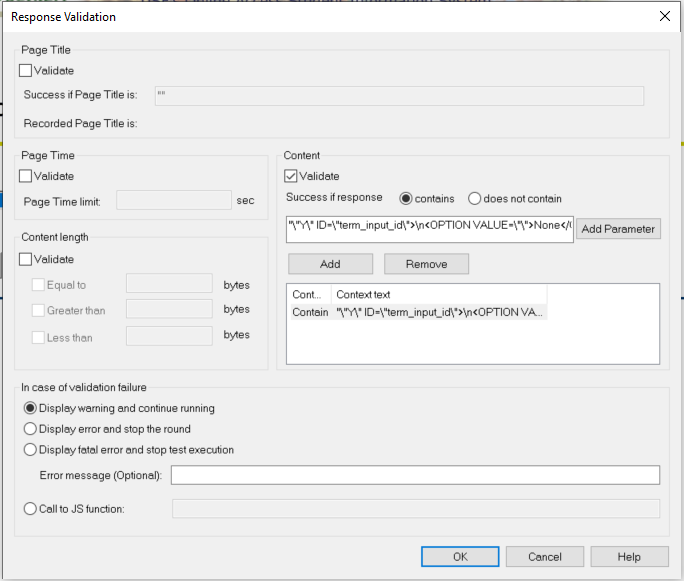 Response Validation
Page Title
Validate
Success if Page Title is:
""
Recorded Page Title is:
Page Time
Validate
Page Time limit:
sec
Content length
Validate
Equal to
bytes
Greater than
bytes
Less than
bytes
Content
Validate
Success if response
contains
does not contain
"\"Y\" ID=\"term_input_id\">\n<OPTION VALUE=\"\">None</
Add Parameter
Add
Remove
Cont...
Context text
Contain
"\"Y\" ID=\"term_input_id\">\n<OPTION VA...
In case of validation failure
Display warning and continue running
Display error and stop the round
Display fatal error and stop test execution
Error message (Optional):
Call to JS function:
OK
Cancel
Help